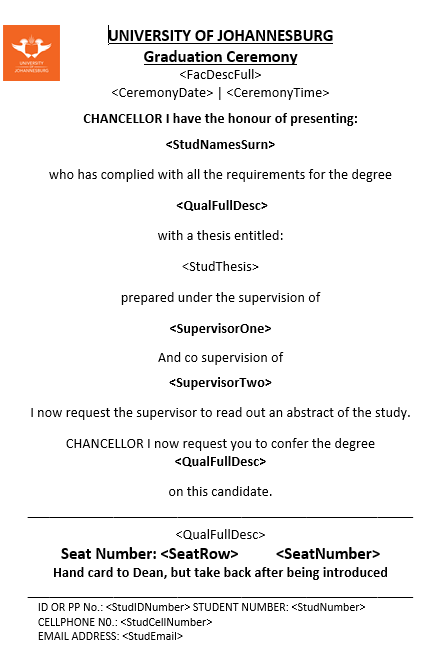 UNIVERSITY OF JOHANNESBURG
Graduation Ceremony
<FacDescFull>
<CeremonyDate> | <CeremonyTime>
UNIVERSITY
OF
JOHANNESBURG
CHANCELLOR I have the honour of presenting:
<StudNamesSurn>
who has complied with all the requirements for the degree
<QualFullDesc>
with a thesis entitled:
<StudThesis>
prepared under the supervision of
<SupervisorOne>
And co supervision of
<SupervisorTwo>
I now request the supervisor to read out an abstract of the study.
CHANCELLOR I now request you to confer the degree
<QualFullDesc>
on this candidate.
<QualFullDesc>
Seat Number: <SeatRow> <SeatNumber>
Hand card to Dean, but take back after being introduced
ID OR PP No.: <StudIDNumber> STUDENT NUMBER: <StudNumber>
CELLPHONE N0.: <StudCellNumber>
EMAIL ADDRESS: <StudEmail>